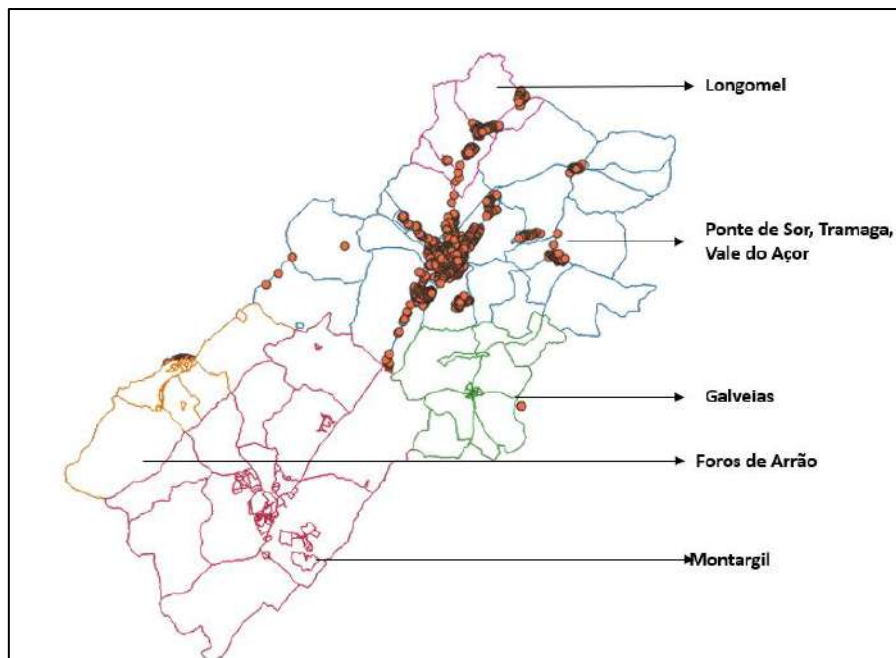 Longomel
Ponte de Sor, Tramaga,
Vale do Açor
Galveias
Foros de Arrão
Montargil